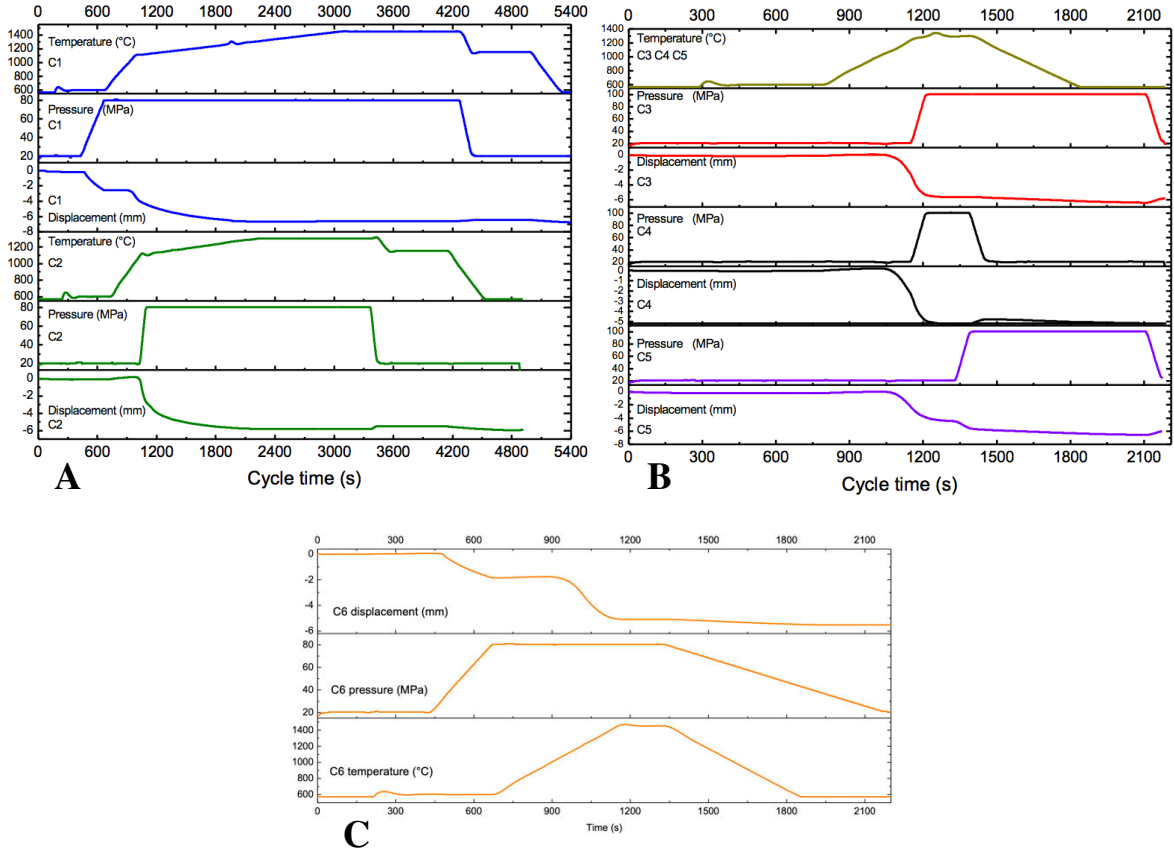 0 600 1200 1800 2400 3000 3600 4200 4800 5400
1400
1200
1000
800
600
Temperature (°C)
C1
80
60
40
20
Pressure (MPa)
C1
0
-2
-4
-6
-8
C1
Displacement (mm)
1200
1000
800
600
Temperature (°C)
C2
80
60
40
20
Pressure (MPa)
C2
0
-2
-4
-6
Displacement (mm)
C2
0 600 1200 1800 2400 3000 3600 4200 4800 5400
A
Cycle time (s)
0 300 600 900 1200 1500 1800 2100
1400
1200
1000
800
600
Temperature (°C)
C3 C4 C5
100
80
60
40
20
Pressure (MPa)
C3
0
-2
-4
-6
Displacement (mm)
C3
100
80
60
40
20
Pressure (MPa)
C4
0
-1
-2
-3
-4
-5
Displacement (mm)
C4
100
80
60
40
20
Pressure (MPa)
C5
0
-2
-4
-6
-8
Displacement (mm)
C5
0 300 600 900 1200 1500 1800 2100
B
Cycle time (s)
0 300 600 900 1200 1500 1800 2100
0
-2
-4
-6
C6 displacement (mm)
80
60
40
20
C6 pressure (MPa)
1400
1200
1000
800
600
C6 temperature (°C)
0 300 600 900 1200 1500 1800 2100
Time (s)
C